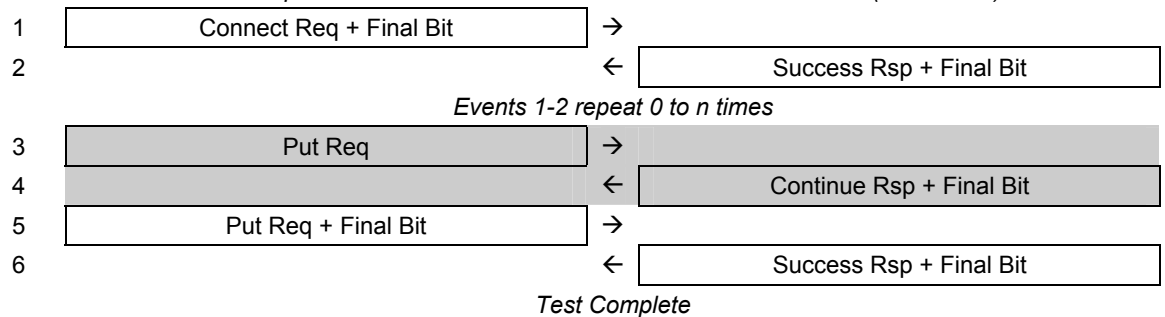 1 Connect Req + Final Bit →
2 ← Success Rsp + Final Bit
Events 1-2 repeat 0 to n times
3 Put Req →
4 ← Continue Rsp + Final Bit
5 Put Req + Final Bit →
6 ← Success Rsp + Final Bit
Test Complete